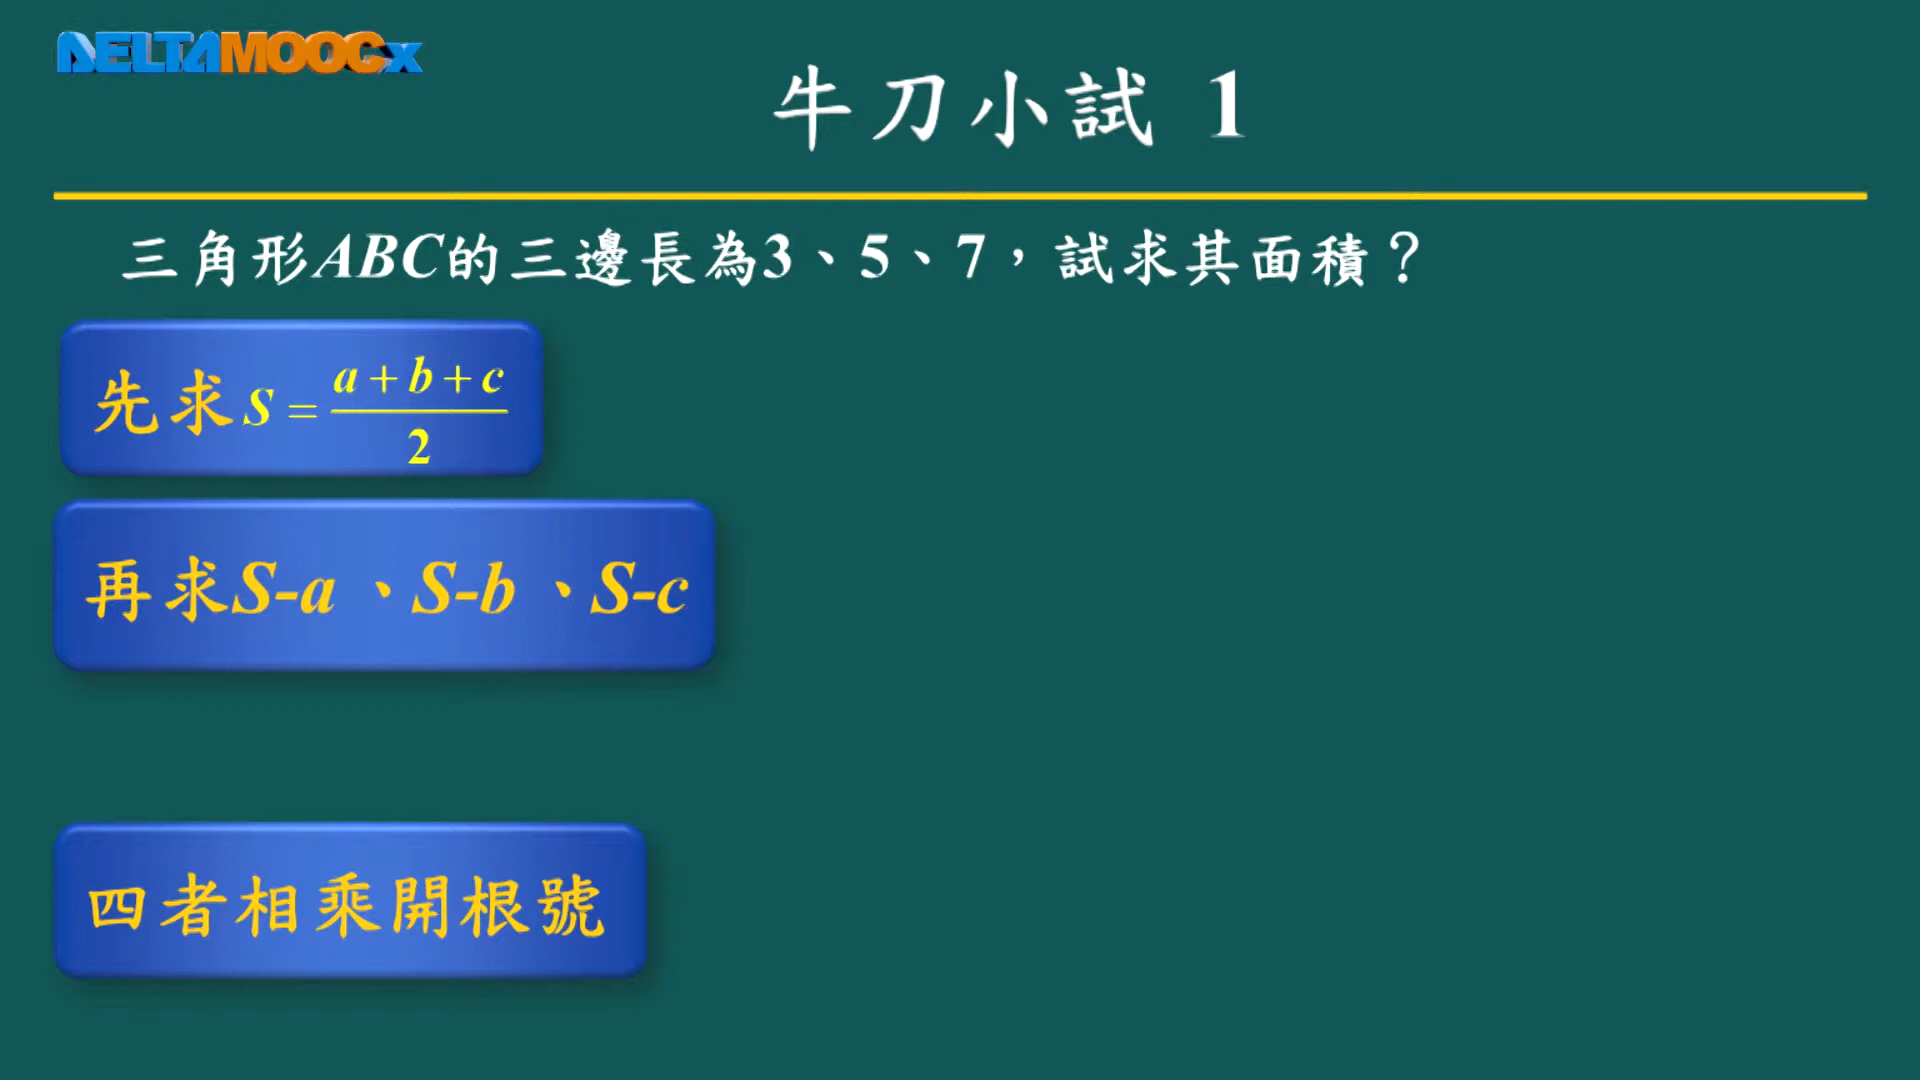 DELTAMOOCx
牛刀小試 1
三角形ABC的三邊長為3、5、7，試求其面積？
先求S = (a + b + c) / 2
再求S-a、S-b、S-c
四者相乘開根號